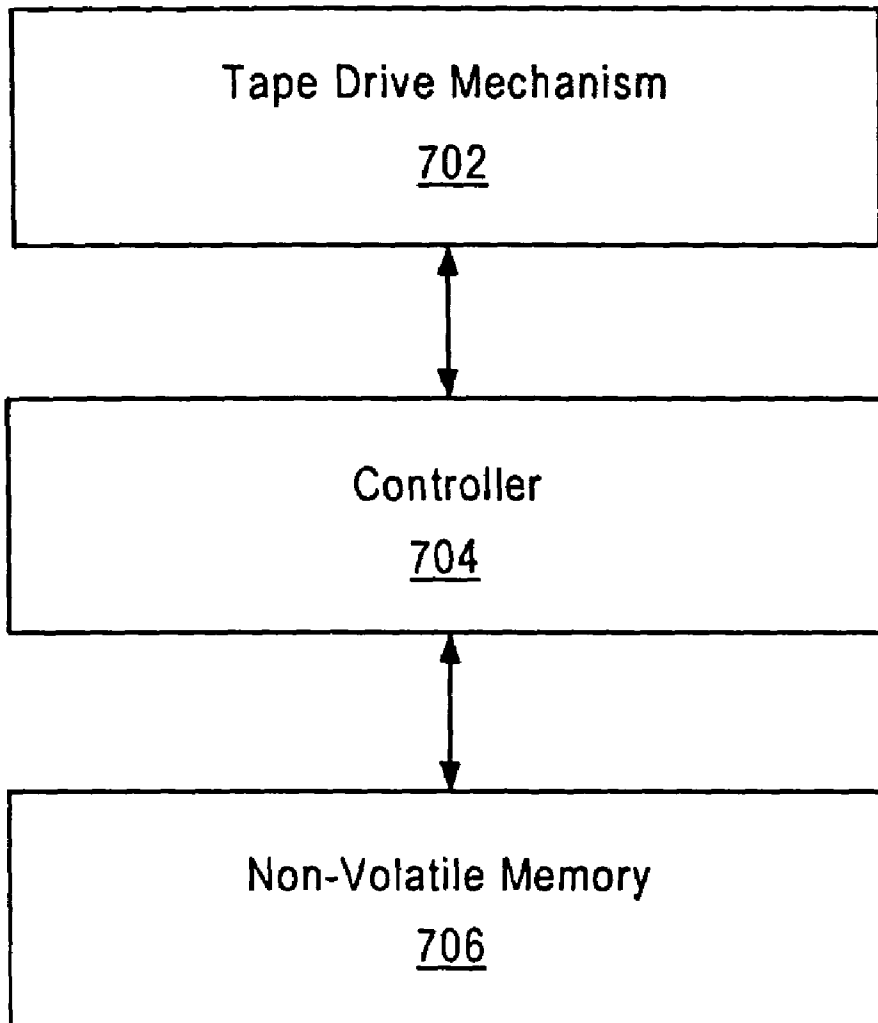 Tape Drive Mechanism
702
Controller
704
Non-Volatile Memory
706